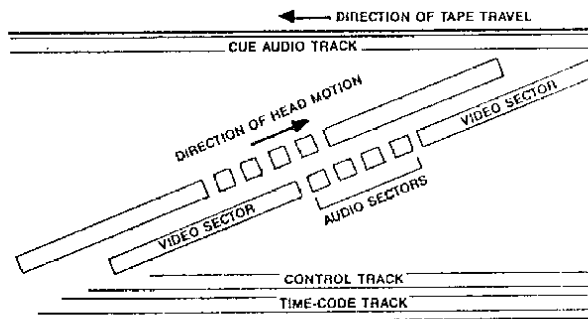 DIRECTION OF TAPE TRAVEL
CUE AUDIO TRACK
DIRECTION OF HEAD MOTION
VIDEO SECTOR
VIDEO SECTOR
AUDIO SECTORS
CONTROL TRACK
TIME-CODE TRACK